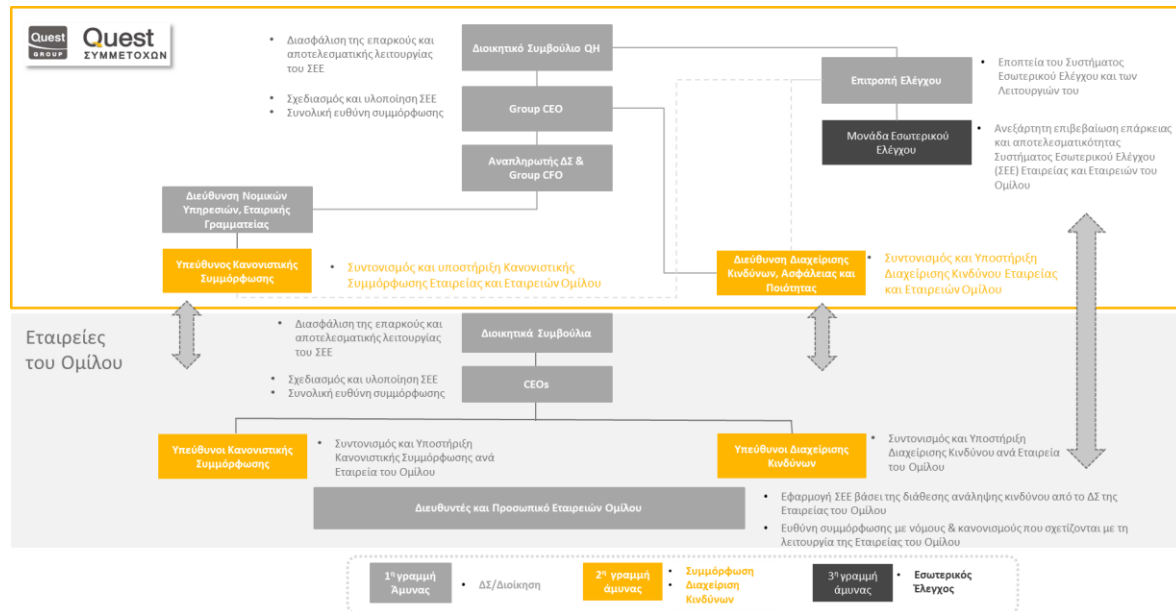 Quest
GROUP
Quest
ΣΥΜΜΕΤΟΧΩΝ
• Διασφάλιση της επαρκούς και
αποτελεσματικής λειτουργίας
του ΣΕΕ
Διοικητικό Συμβούλιο QH
Επιτροπή Ελέγχου
• Εποπτεία του Συστήματος
Εσωτερικού Ελέγχου και των
Λειτουργιών του
• Σχεδιασμός και υλοποίηση ΣΕΕ
• Συνολική ευθύνη συμμόρφωσης
Group CEO
Μονάδα Εσωτερικού
Ελέγχου
• Ανεξάρτητη επιβεβαίωση επάρκειας
και αποτελεσματικότητας
Συστήματος Εσωτερικού Ελέγχου
(ΣΕΕ) Εταιρείας και Εταιρειών του
Ομίλου
Αναπληρωτής ΔΣ &
Group CFO
Διεύθυνση Νομικών
Υπηρεσιών, Εταιρικής
Γραμματείας
Υπεύθυνος Κανονιστικής
Συμμόρφωσης
• Συντονισμός και υποστήριξη Κανονιστικής
Συμμόρφωσης Εταιρείας και Εταιρειών Ομίλου
Διεύθυνση Διαχείρισης
Κινδύνων, Ασφάλειας και
Ποιότητας
• Συντονισμός και Υποστήριξη
Διαχείρισης Κινδύνου Εταιρείας
και Εταιρειών Ομίλου
Εταιρείες
του Ομίλου
• Διασφάλιση της επαρκούς και
αποτελεσματικής λειτουργίας
του ΣΕΕ
Διοικητικά Συμβούλια
• Σχεδιασμός και υλοποίηση ΣΕΕ
• Συνολική ευθύνη συμμόρφωσης
CEOs
Υπεύθυνοι Κανονιστικής
Συμμόρφωσης
• Συντονισμός και Υποστήριξη
Κανονιστικής Συμμόρφωσης ανά
Εταιρεία του Ομίλου
Υπεύθυνοι Διαχείρισης
Κινδύνων
• Συντονισμός και Υποστήριξη
Διαχείρισης Κινδύνου ανά Εταιρεία
του Ομίλου
Διευθυντές και Προσωπικό Εταιρειών Ομίλου
• Εφαρμογή ΣΕΕ βάσει της διάθεσης ανάληψης κινδύνου από το ΔΣ της
Εταιρείας του Ομίλου
• Ευθύνη συμμόρφωσης με νόμους & κανονισμούς που σχετίζονται με τη
λειτουργία της Εταιρείας του Ομίλου
1η γραμμή
Άμυνας
• ΔΣ/Διοίκηση
2η γραμμή
άμυνας
• Συμμόρφωση
• Διαχείριση
Κινδύνων
3η γραμμή
άμυνας
• Εσωτερικός
Έλεγχος